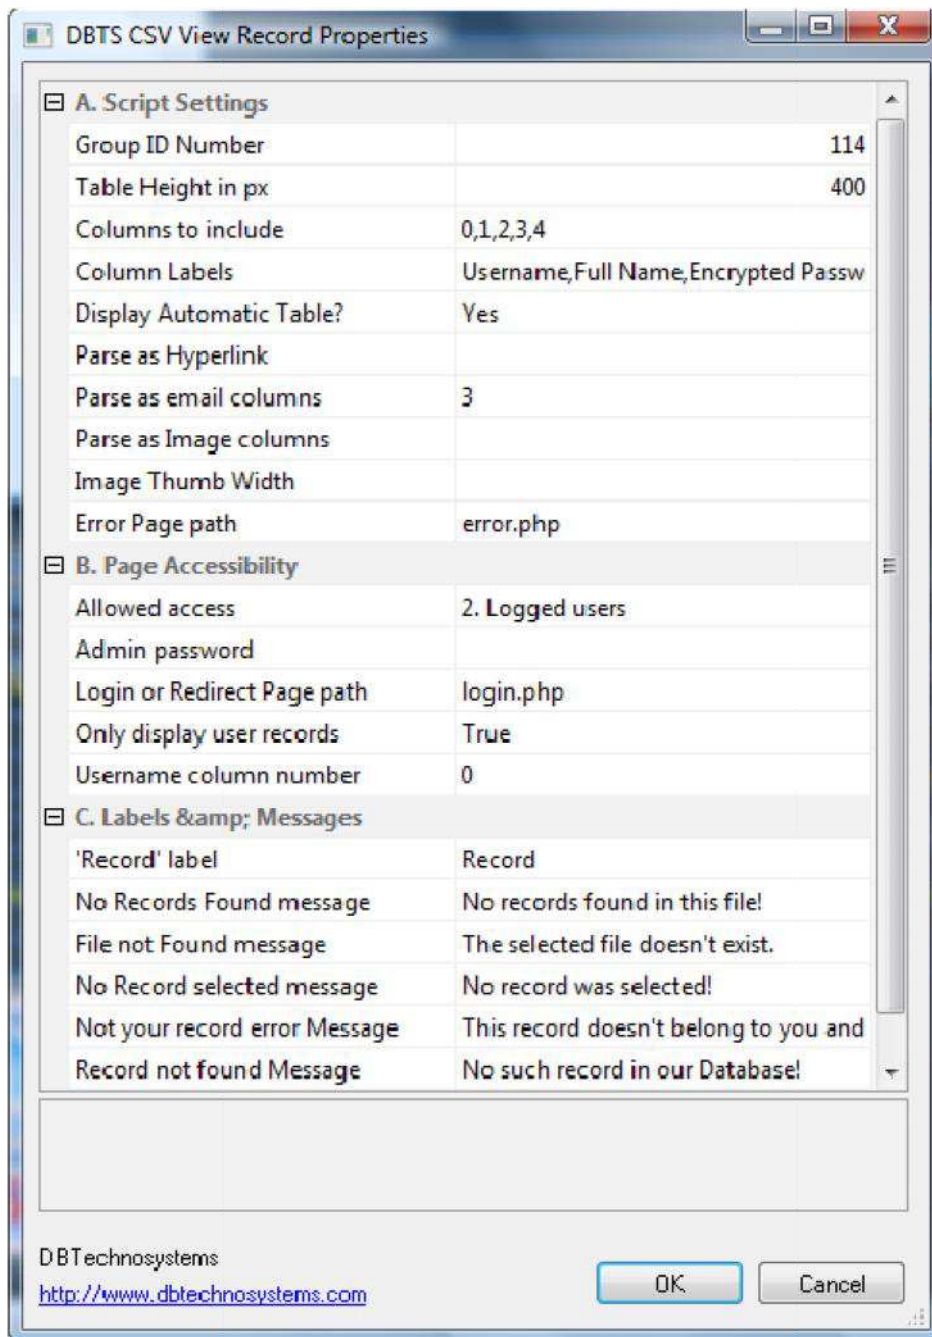 DBTS CSV View Record Properties
A. Script Settings
Group ID Number 114
Table Height in px 400
Columns to include 0,1,2,3,4
Column Labels Username,Full Name,Encrypted Passw
Display Automatic Table? Yes
Parse as Hyperlink
Parse as email columns 3
Parse as Image columns
Image Thumb Width
Error Page path error.php
B. Page Accessibility
Allowed access 2. Logged users
Admin password
Login or Redirect Page path login.php
Only display user records True
Username column number 0
C. Labels &amp; Messages
'Record' label Record
No Records Found message No records found in this file!
File not Found message The selected file doesn't exist.
No Record selected message No record was selected!
Not your record error Message This record doesn't belong to you and
Record not found Message No such record in our Database!
DBTechnosystems
http://www.dbtechnosystems.com
OK Cancel